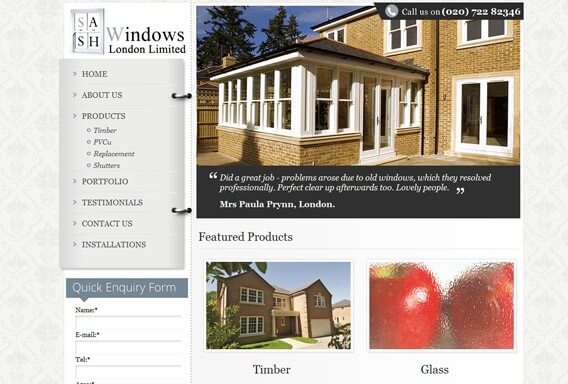 SA
SH
Windows
London Limited
Call us on (020) 722 82346
HOME
ABOUT US
PRODUCTS
Timber
PVCu
Replacement
Shutters
PORTFOLIO
TESTIMONIALS
CONTACT US
INSTALLATIONS
Quick Enquiry Form
Name:*
E-mail:*
Tel:*
“ Did a great job - problems arose due to old windows, which they resolved
professionally. Perfect clear up afterwards too. Lovely people. ”
Mrs Paula Prynn, London.
Featured Products
Timber
Glass